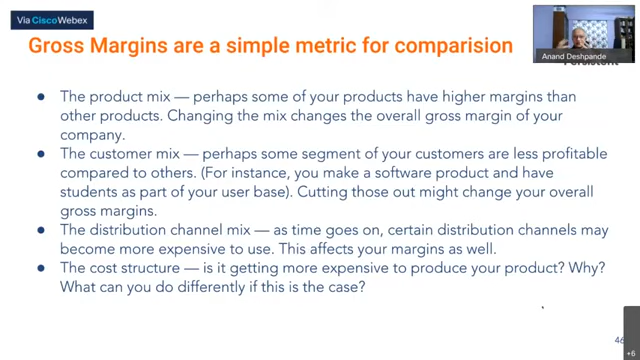 Via Cisco Webex
Gross Margins are a simple metric for comparision
Anand Deshpande
Persistent
● The product mix — perhaps some of your products have higher margins than
other products. Changing the mix changes the overall gross margin of your
company.
● The customer mix — perhaps some segment of your customers are less profitable
compared to others. (For instance, you make a software product and have
students as part of your user base). Cutting those out might change your overall
gross margins.
● The distribution channel mix — as time goes on, certain distribution channels may
become more expensive to use. This affects your margins as well.
● The cost structure — is it getting more expensive to produce your product? Why?
What can you do differently if this is the case?
46
+6